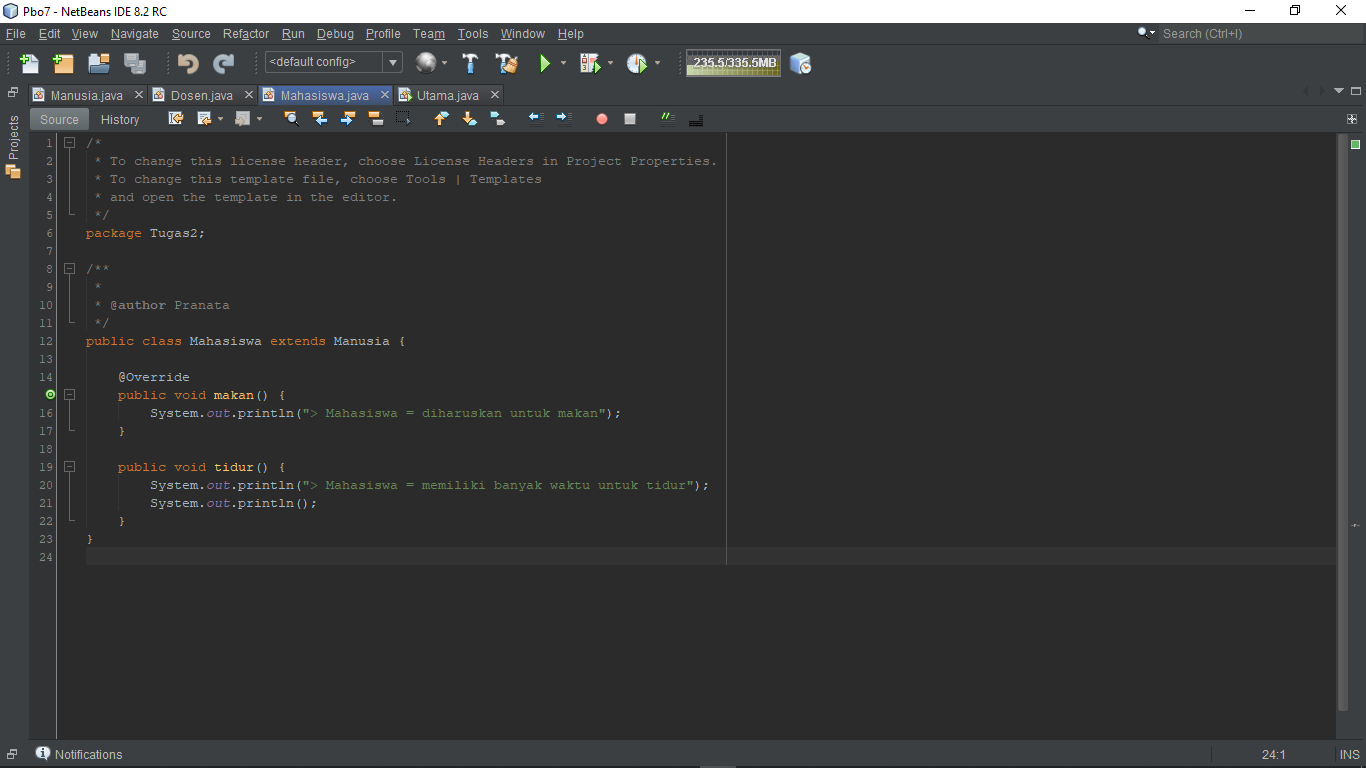 Pbo7 - NetBeans IDE 8.2 RC
File Edit View Navigate Source Refactor Run Debug Profile Team Tools Window Help
Search (Ctrl+I)
<default config>
235.5/335.5MB
Manusia.java Dosen.java Mahasiswa.java Utama.java
Projects
Source History
1 /*
2 * To change this license header, choose License Headers in Project Properties.
3 * To change this template file, choose Tools | Templates
4 * and open the template in the editor.
5 */
6 package Tugas2;
7
8 /**
9 *
10 * @author Pranata
11 */
12 public class Mahasiswa extends Manusia {
13
14 @Override
public void makan() {
16 System.out.println("> Mahasiswa = diharuskan untuk makan");
17 }
18
19 public void tidur() {
20 System.out.println("> Mahasiswa = memiliki banyak waktu untuk tidur");
21 System.out.println();
22 }
23 }
24
Notifications
24:1
INS